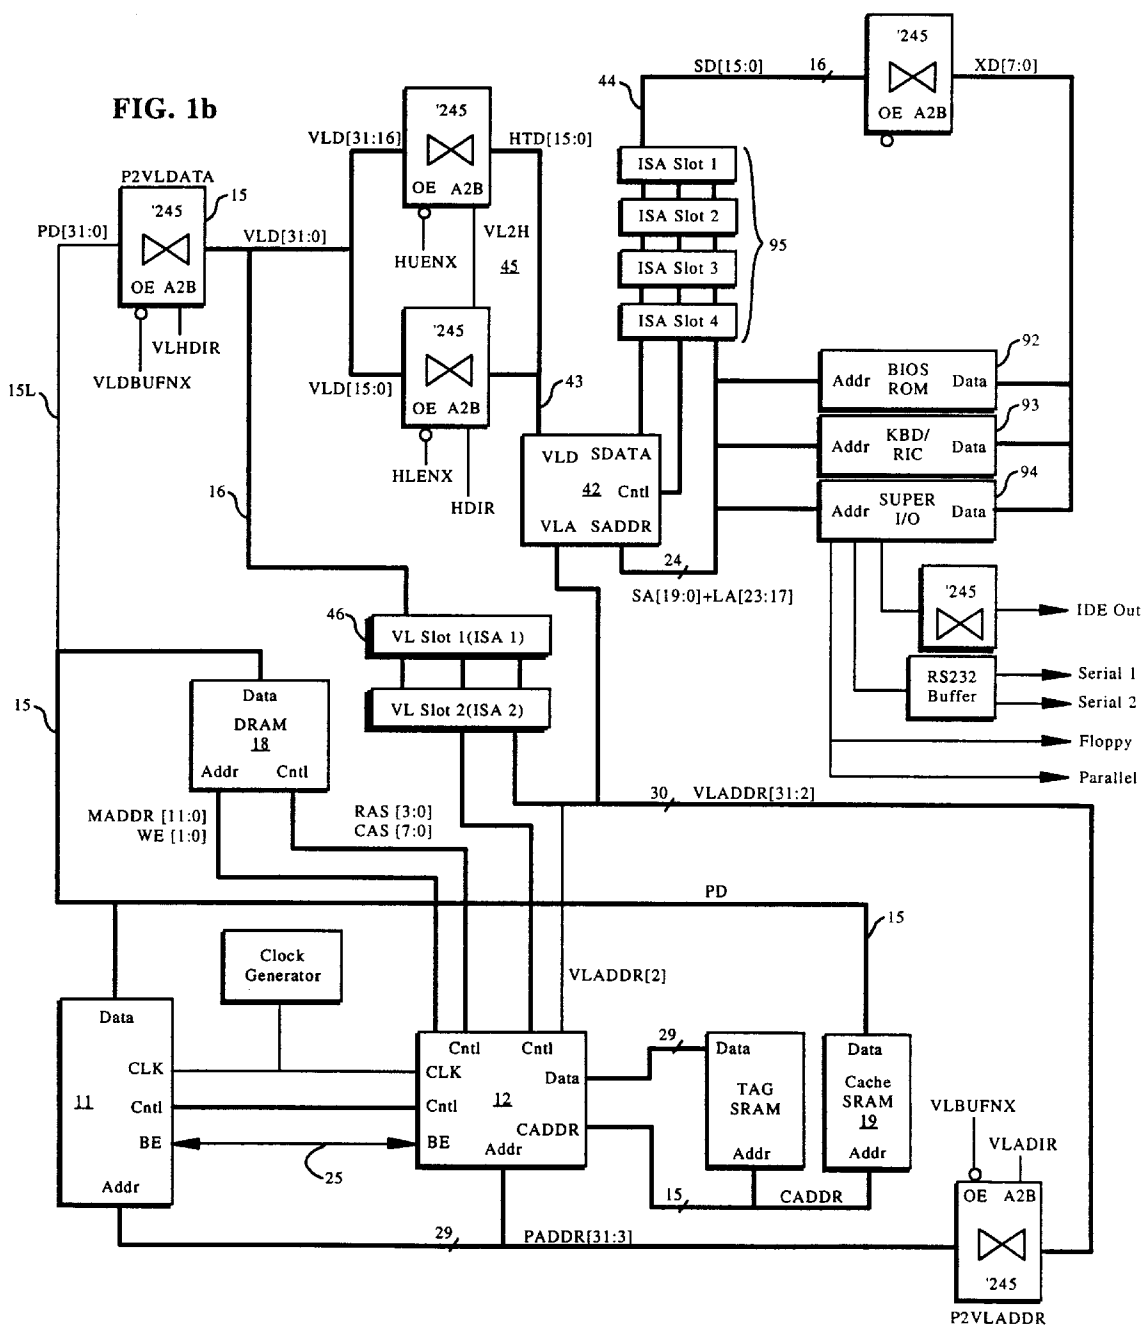 FIG. 1b
'245
SD[15:0]
16
XD[7:0]
44
OE A2B
'245
VLD[31:16]
HTD[15:0]
OE A2B
P2VLDATA
15
'245
PD[31:0]
VLD[31:0]
OE A2B
VL2H
45
HUENX
ISA Slot 1
ISA Slot 2
ISA Slot 3
ISA Slot 4
95
VLHDIR
VLDBUFNX
15L
'245
VLD[15:0]
OE A2B
43
HLENX
HDIR
92
Addr
BIOS
ROM
Data
93
Addr
KBD/
RIC
Data
94
Addr
SUPER
I/O
Data
VLD SDATA
42
Cntl
VLA SADDR
16
24
SA[19:0]+LA[23:17]
'245
IDE Out
46
VL Slot 1(ISA 1)
VL Slot 2(ISA 2)
RS232
Buffer
Serial 1
Serial 2
Floppy
Parallel
15
Data
DRAM
18
Addr Cntl
MADDR [11:0]
WE [1:0]
RAS [3:0]
CAS [7:0]
30
VLADDR[31:2]
PD
15
Clock
Generator
VLADDR[2]
Data
CLK
11
Cntl
BE
Addr
25
Cntl Cntl
CLK
Data
12
Cntl
CADDR
BE
Addr
29
Data
TAG
SRAM
Addr
Data
Cache
SRAM
19
Addr
15
CADDR
VLBUFNX
VLADIR
OE A2B
'245
P2VLADDR
29
PADDR[31:3]